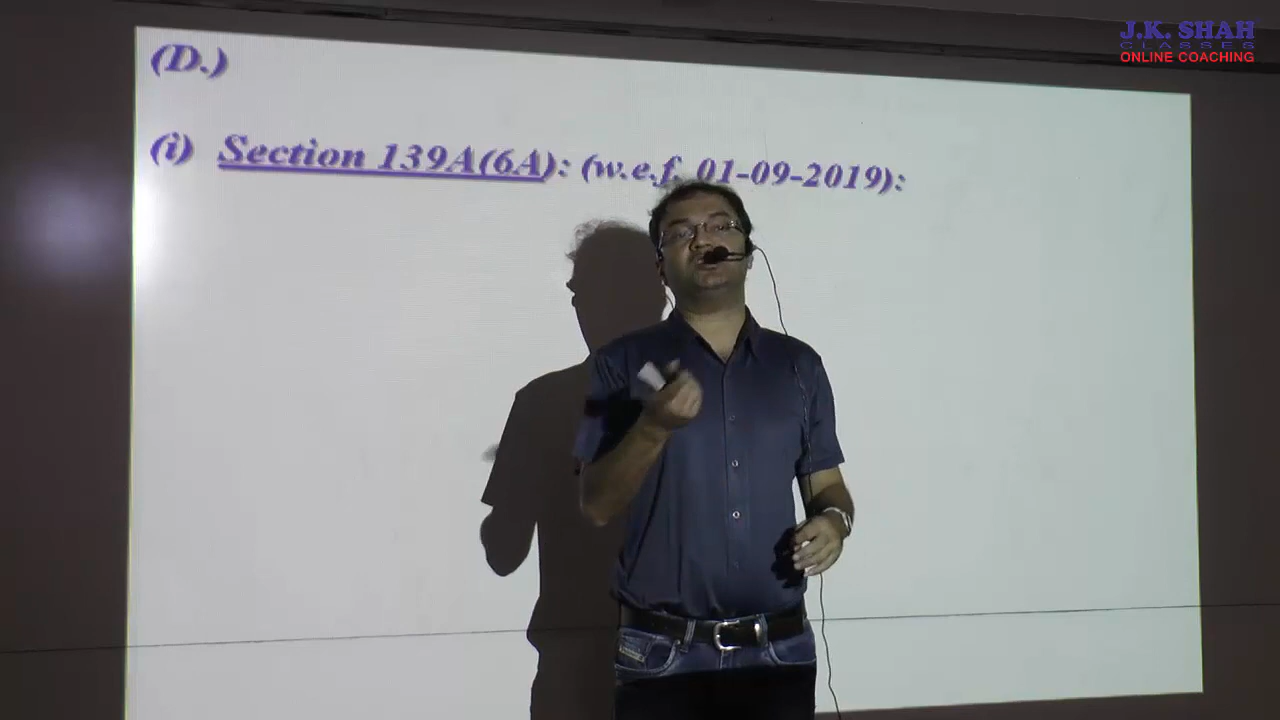 J.K. SHAH
CLASSES
ONLINE COACHING
(D.)
(i) Section 139A(6A): (w.e.f. 01-09-2019):